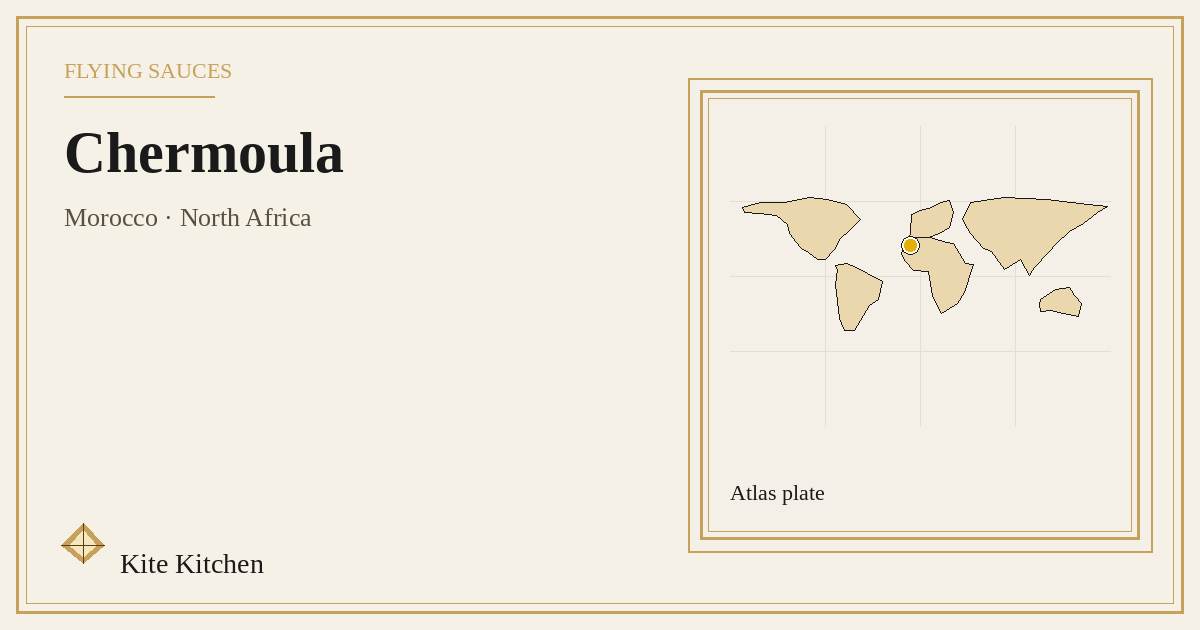 FLYING SAUCES
Chermoula
Morocco · North Africa
Atlas plate
Kite Kitchen